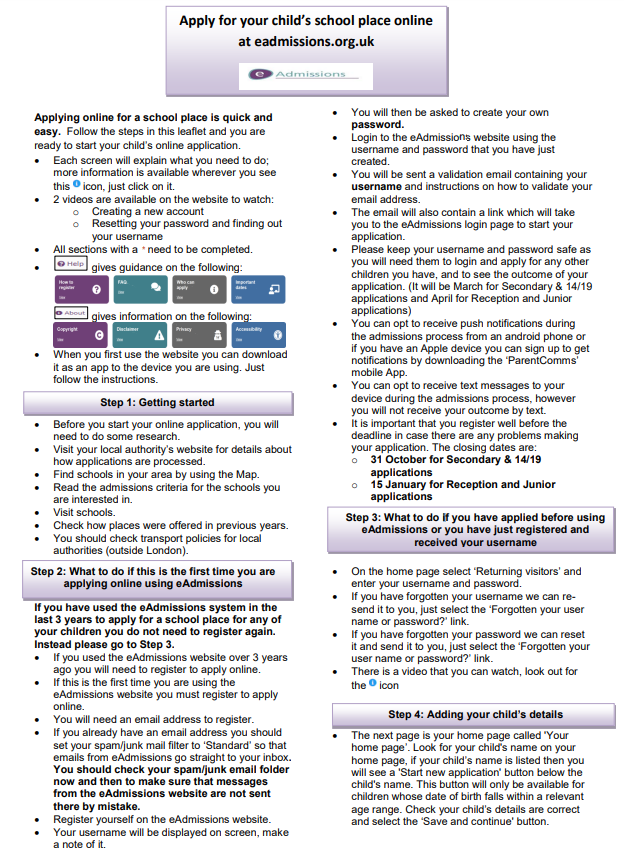 Apply for your child's school place online
at eadmissions.org.uk
e Admissions
Applying online for a school place is quick and
easy. Follow the steps in this leaflet and you are
ready to start your child's online application.
• Each screen will explain what you need to do;
more information is available wherever you see
this i icon, just click on it.
• 2 videos are available on the website to watch:
o Creating a new account
o Resetting your password and finding out
your username
• All sections with a * need to be completed.
• ? Help gives guidance on the following:
How to register
FAQ
Who can apply
Important dates
e About gives information on the following:
Copyright
Disclaimer
Privacy
Accessibility
• When you first use the website you can download
it as an app to the device you are using. Just
follow the instructions.
Step 1: Getting started
• Before you start your online application, you will
need to do some research.
• Visit your local authority's website for details about
how applications are processed.
• Find schools in your area by using the Map.
• Read the admissions criteria for the schools you
are interested in.
• Visit schools.
• Check how places were offered in previous years.
• You should check transport policies for local
authorities (outside London).
Step 2: What to do if this is the first time you are
applying online using eAdmissions
If you have used the eAdmissions system in the
last 3 years to apply for a school place for any of
your children you do not need to register again.
Instead please go to Step 3.
• If you used the eAdmissions website over 3 years
ago you will need to register to apply online.
• If this is the first time you are using the
eAdmissions website you must register to apply
online.
• You will need an email address to register.
• If you already have an email address you should
set your spam/junk mail filter to 'Standard' so that
emails from eAdmissions go straight to your inbox.
You should check your spam/junk email folder
now and then to make sure that messages
from the eAdmissions website are not sent
there by mistake.
• Register yourself on the eAdmissions website.
• Your username will be displayed on screen, make
a note of it.
• You will then be asked to create your own
password.
• Login to the eAdmissions website using the
username and password that you have just
created.
• You will be sent a validation email containing your
username and instructions on how to validate your
email address.
• The email will also contain a link which will take
you to the eAdmissions login page to start your
application.
• Please keep your username and password safe as
you will need them to login and apply for any other
children you have, and to see the outcome of your
application. (It will be March for Secondary & 14/19
applications and April for Reception and Junior
applications)
• You can opt to receive push notifications during
the admissions process from an android phone or
if you have an Apple device you can sign up to get
notifications by downloading the 'ParentComms'
mobile App.
• You can opt to receive text messages to your
device during the admissions process, however
you will not receive your outcome by text.
• It is important that you register well before the
deadline in case there are any problems making
your application. The closing dates are:
o 31 October for Secondary & 14/19
applications
o 15 January for Reception and Junior
applications
Step 3: What to do if you have applied before using
eAdmissions or you have just registered and
received your username
• On the home page select 'Returning visitors' and
enter your username and password.
• If you have forgotten your username we can re-
send it to you, just select the 'Forgotten your user
name or password?' link.
• If you have forgotten your password we can reset
it and send it to you, just select the 'Forgotten your
user name or password?' link.
• There is a video that you can watch, look out for
the i icon
Step 4: Adding your child's details
• The next page is your home page called 'Your
home page'. Look for your child's name on your
home page, if your child's name is listed then you
will see a 'Start new application' button below the
child's name. This button will only be available for
children whose date of birth falls within a relevant
age range. Check your child's details are correct
and select the 'Save and continue' button.